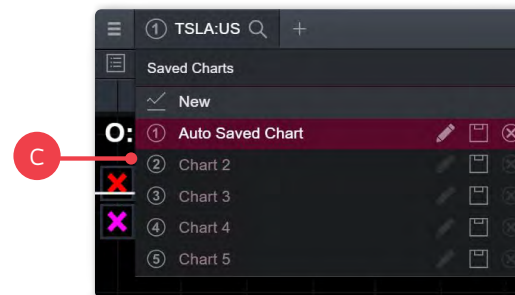 ① TSLA:US +
Saved Charts
New
O:
① Auto Saved Chart
C
② Chart 2
③ Chart 3
④ Chart 4
⑤ Chart 5